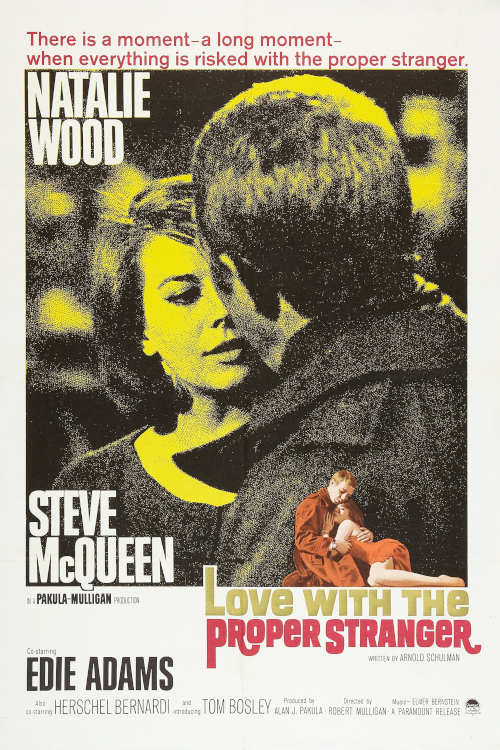 There is a moment–a long moment–
when everything is risked with the proper stranger.
NATALIE
WOOD
STEVE
McQUEEN
IN A PAKULA-MULLIGAN PRODUCTION
LOVE WITH THE
PROPER STRANGER
WRITTEN BY ARNOLD SCHULMAN
Co-starring
EDIE ADAMS
Also co-starring HERSCHEL BERNARDI and introducing TOM BOSLEY
Produced by ALAN J. PAKULA · Directed by ROBERT MULLIGAN · Music– ELMER BERNSTEIN
A PARAMOUNT RELEASE